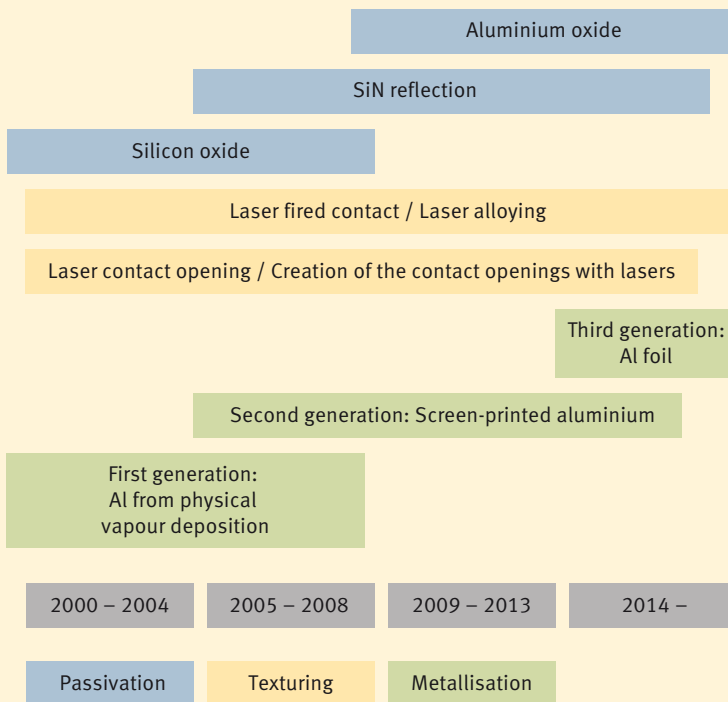 Aluminium oxide
SiN reflection
Silicon oxide
Laser fired contact / Laser alloying
Laser contact opening / Creation of the contact openings with lasers
Third generation:
Al foil
Second generation: Screen-printed aluminium
First generation:
Al from physical
vapour deposition
2000 – 2004
2005 – 2008
2009 – 2013
2014 –
Passivation
Texturing
Metallisation